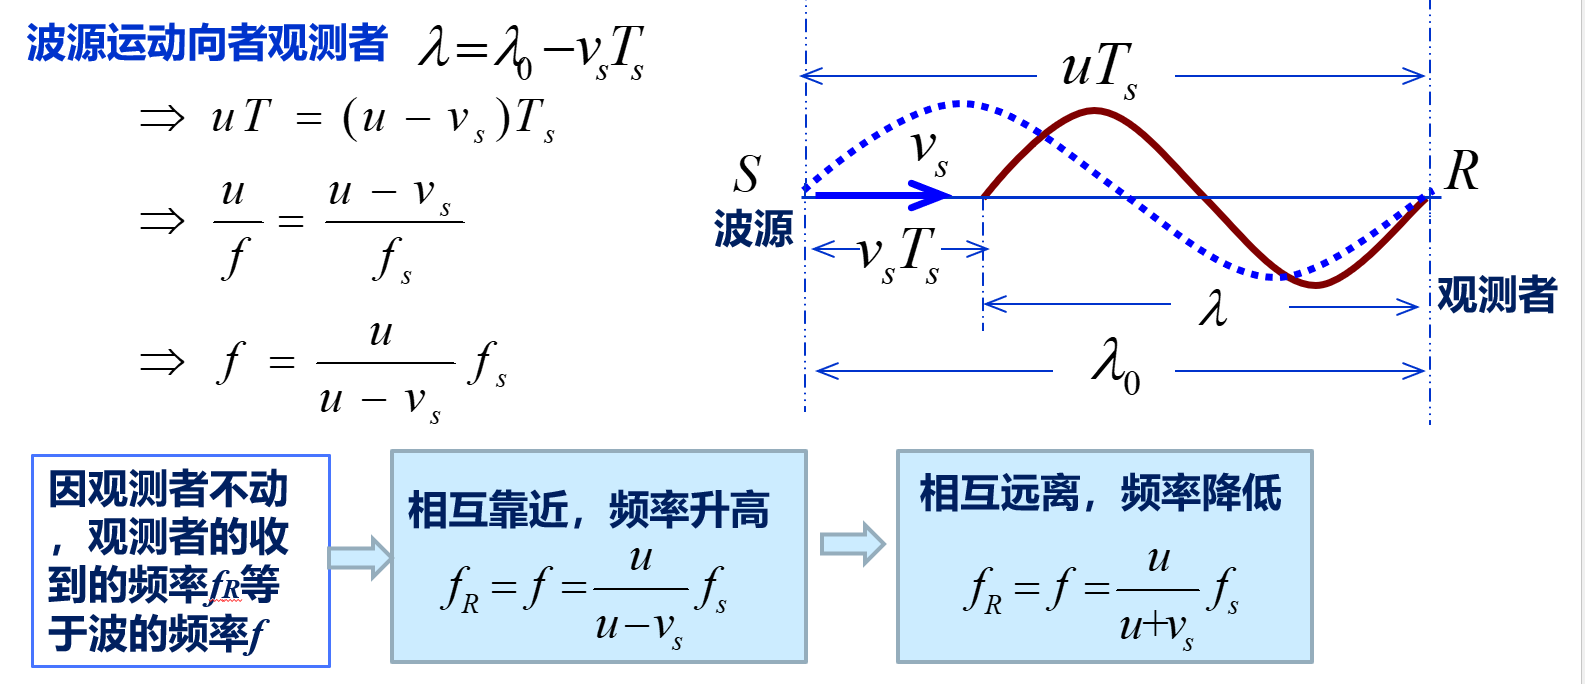 波源运动向者观测者 λ=λ₀−vₛTₛ
⇒ uT = (u − vₛ)Tₛ
⇒ u/f = (u − vₛ)/fₛ
⇒ f = u/(u − vₛ) fₛ
uTₛ
vₛ
S
R
波源
vₛTₛ
观测者
λ
λ₀
因观测者不动
，观测者的收
到的频率fR等
于波的频率f
相互靠近，频率升高
f_R = f = u/(u−vₛ) fₛ
相互远离，频率降低
f_R = f = u/(u+vₛ) fₛ